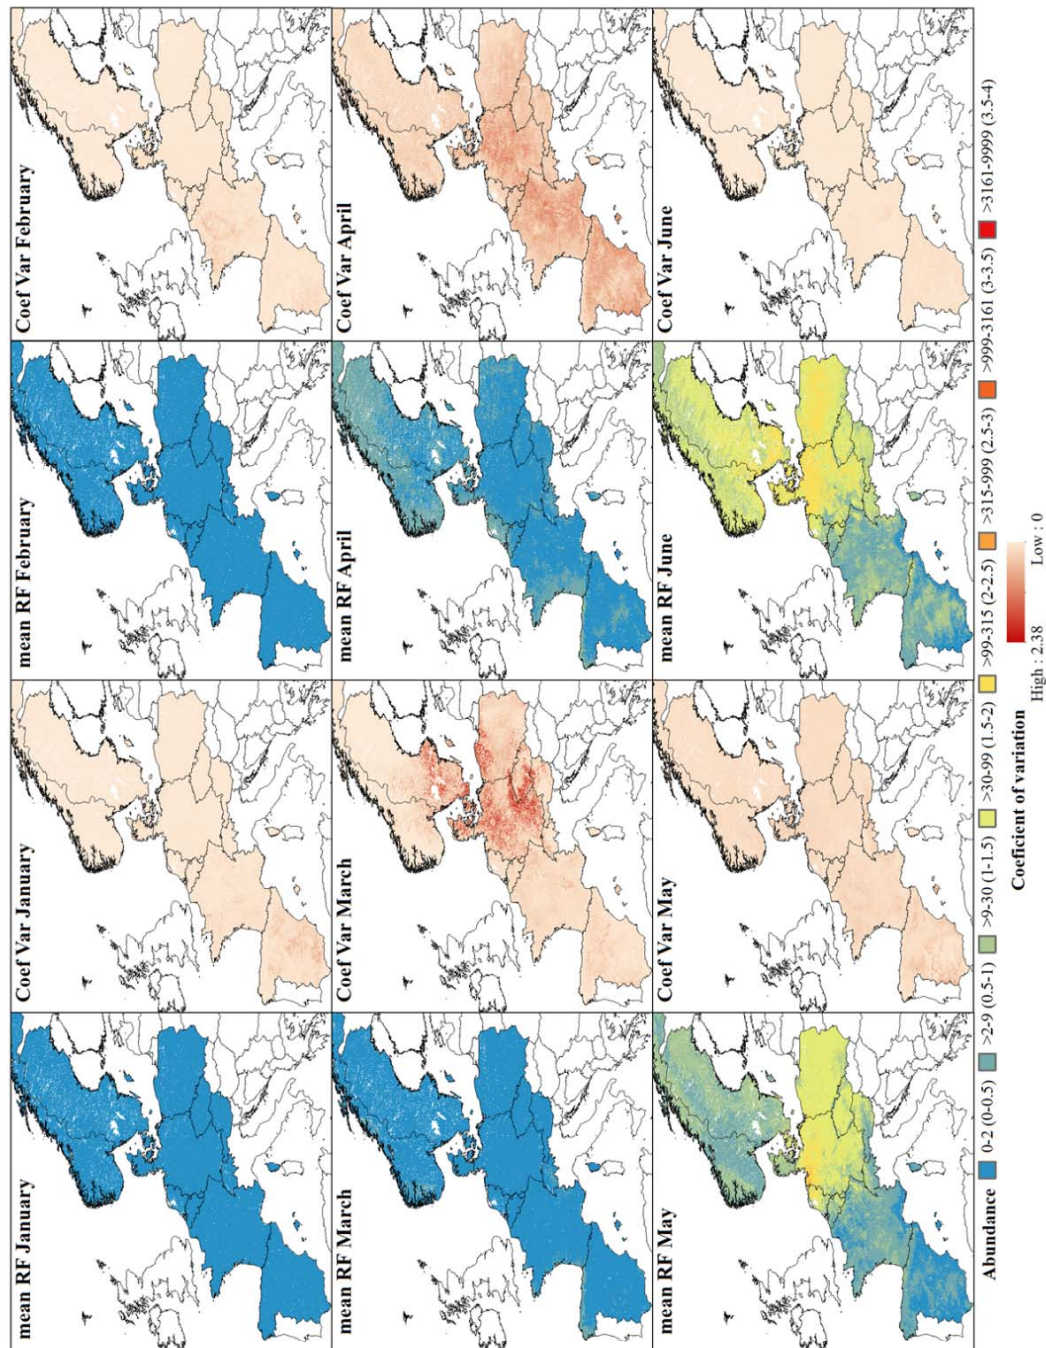 mean RF January
Coef Var January
mean RF February
Coef Var February
mean RF March
Coef Var March
mean RF April
Coef Var April
mean RF May
Coef Var May
mean RF June
Coef Var June
Abundance 0-2 (0-0.5) >2-9 (0.5-1) >9-30 (1-1.5) >30-99 (1.5-2) >99-315 (2-2.5) >315-999 (2.5-3) >999-3161 (3-3.5) >3161-9999 (3.5-4)
Coeficient of variation
High : 2.38 Low : 0